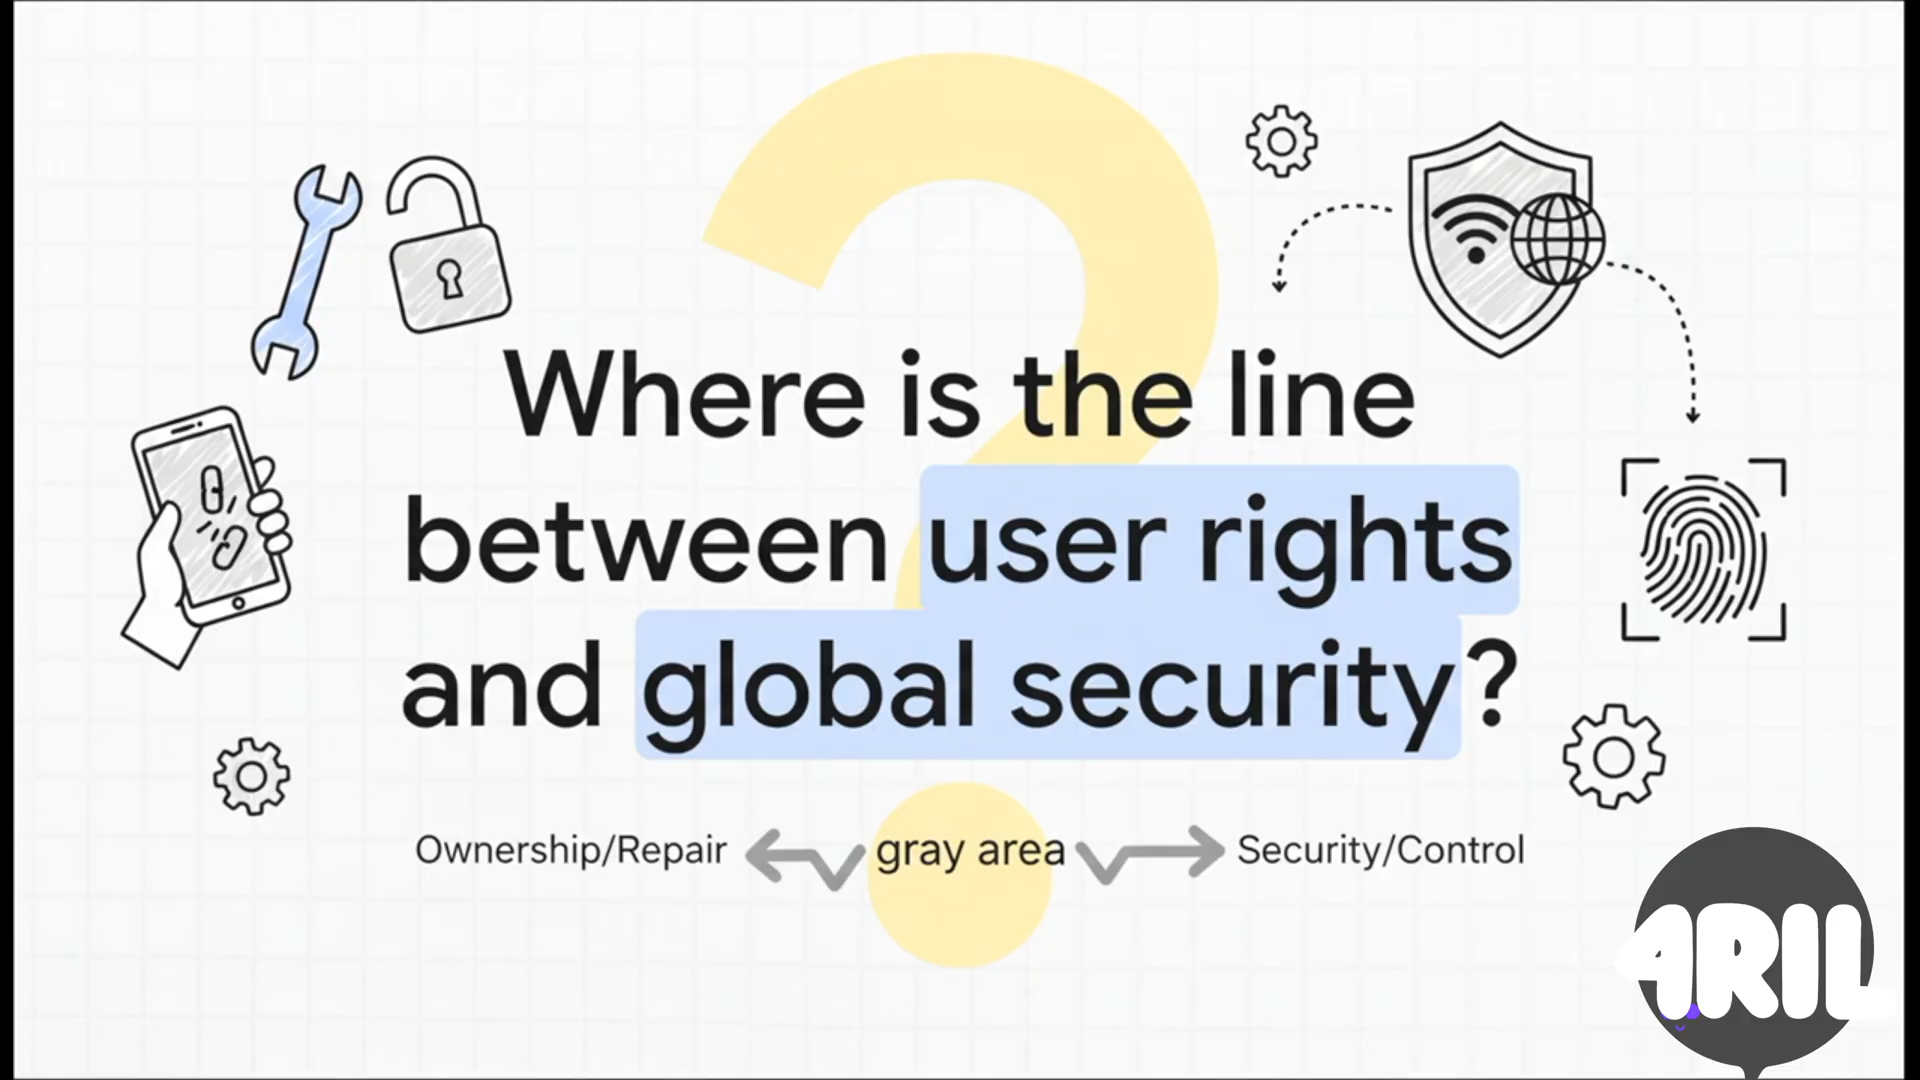 Where is the line
between user rights
and global security?
Ownership/Repair gray area Security/Control
ARIL